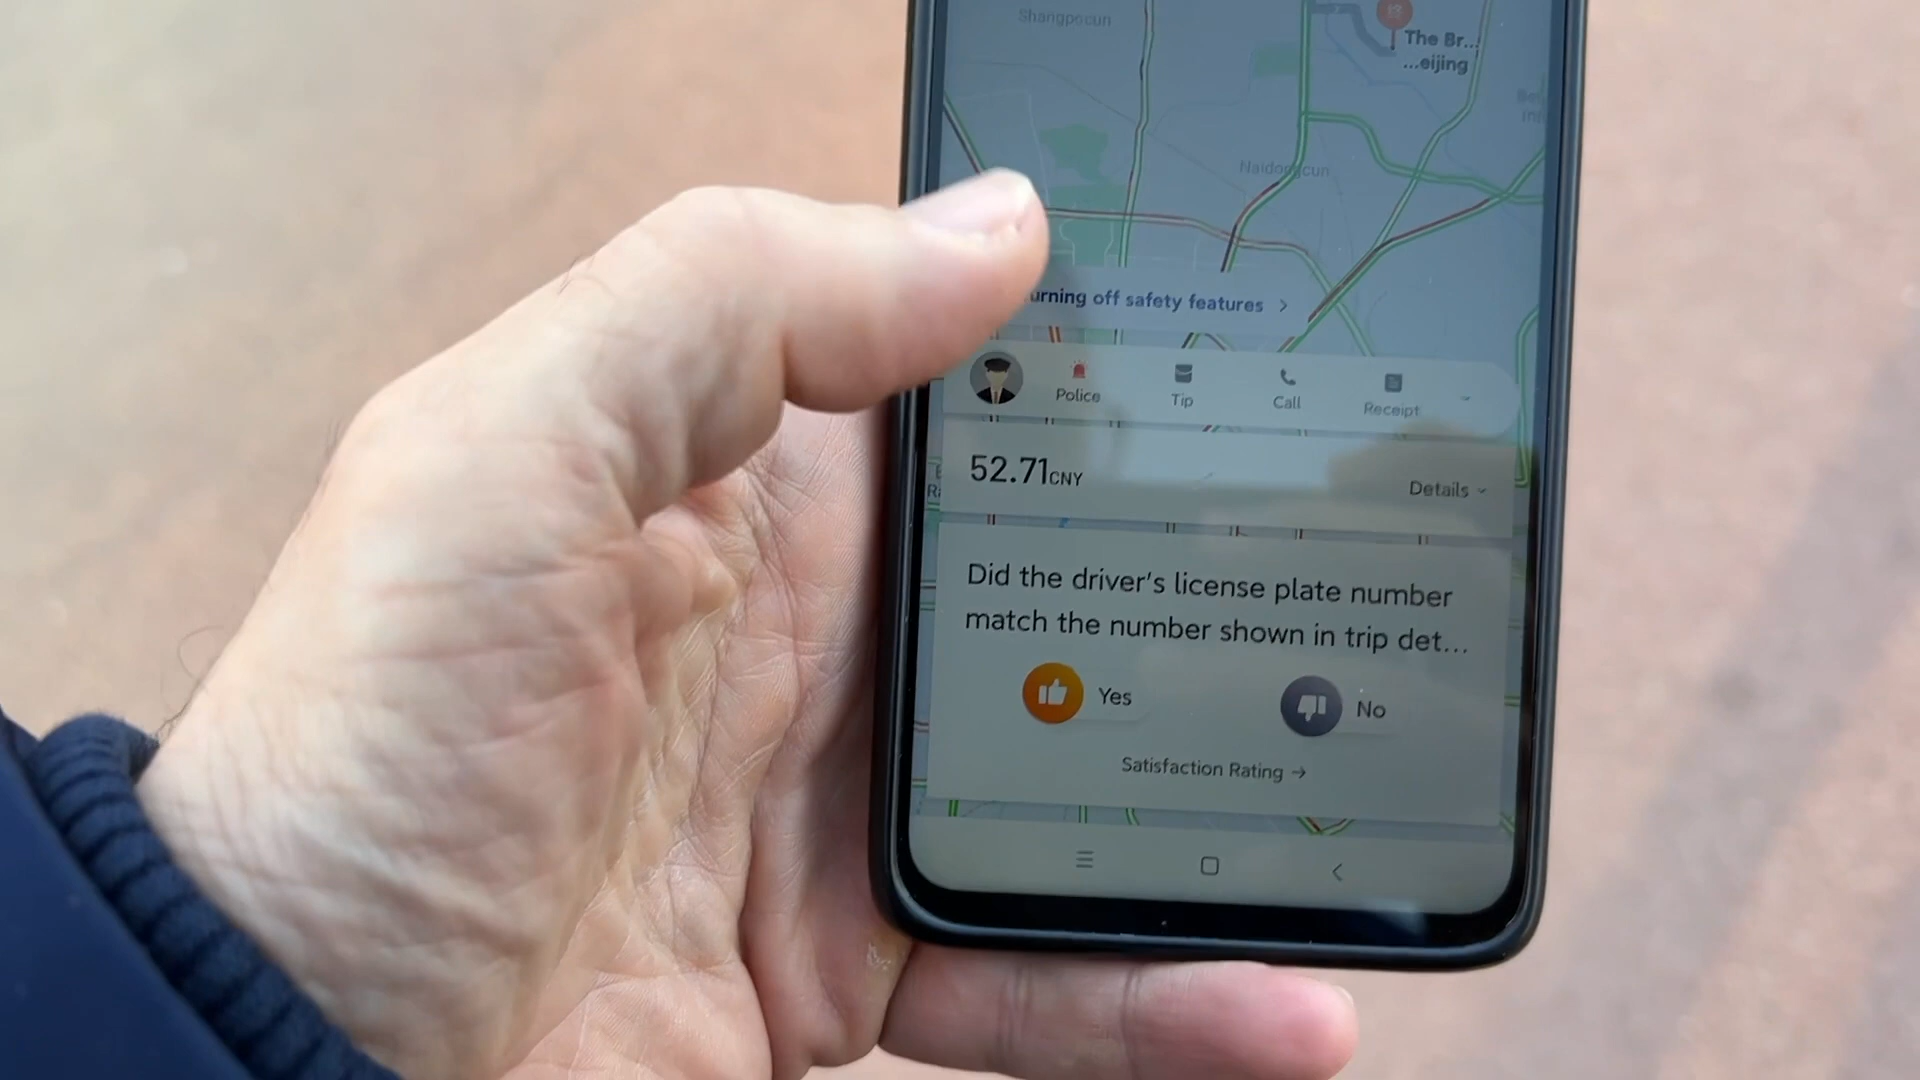 Shangpocun
The Br...
...eijing
Naidongcun
urning off safety features
Police
Tip
Call
Receipt
52.71CNY
Details
Did the driver's license plate number
match the number shown in trip det...
Yes
No
Satisfaction Rating →